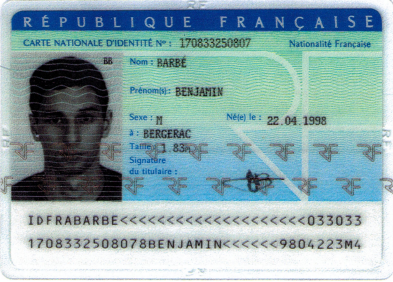 RÉPUBLIQUE FRANÇAISE
CARTE NATIONALE D'IDENTITÉ Nº : 170833250807 Nationalité Française
BB Nom : BARBÉ
Prénom(s) : BENJAMIN
Sexe : M Né(e) le : 22.04.1998
à : BERGERAC
Taille : 1 83m
Signature
du titulaire :
IDFRABARBE<<<<<<<<<<<<<<<<<<<<033033
1708332508078BENJAMIN<<<<<<9804223M4